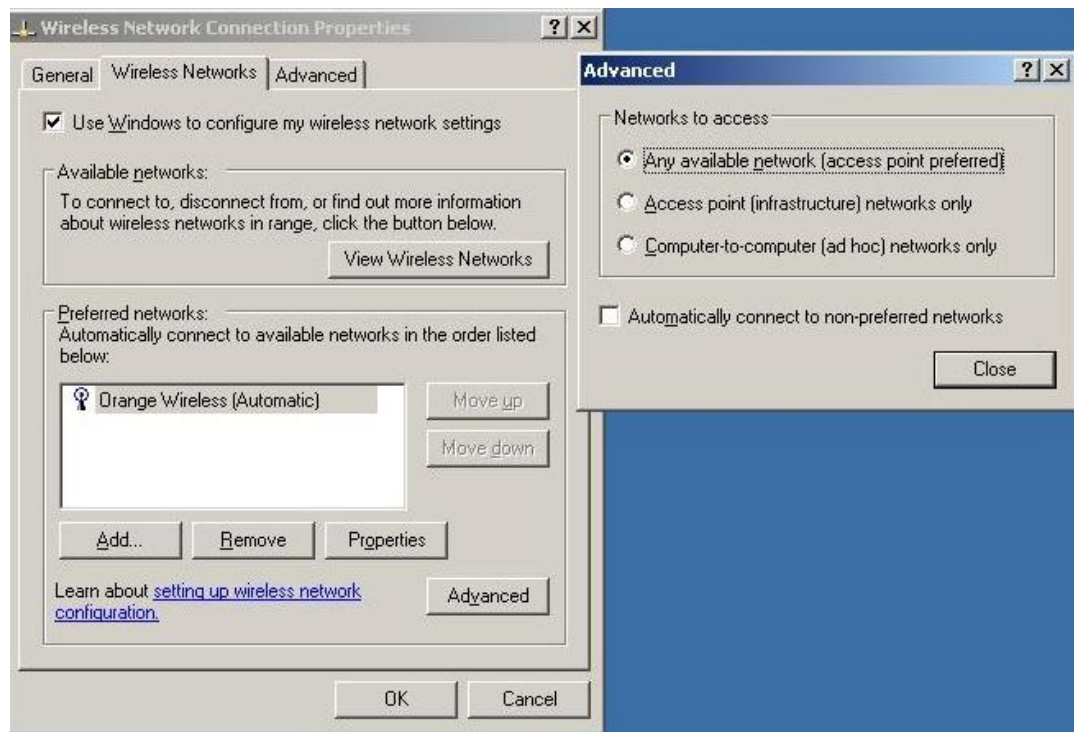 Wireless Network Connection Properties
General Wireless Networks Advanced
Use Windows to configure my wireless network settings
Available networks:
To connect to, disconnect from, or find out more information
about wireless networks in range, click the button below.
View Wireless Networks
Preferred networks:
Automatically connect to available networks in the order listed
below:
Orange Wireless (Automatic)
Move up
Move down
Add... Remove Properties
Learn about setting up wireless network
configuration.
Advanced
OK Cancel
Advanced
Networks to access
Any available network (access point preferred)
Access point (infrastructure) networks only
Computer-to-computer (ad hoc) networks only
Automatically connect to non-preferred networks
Close